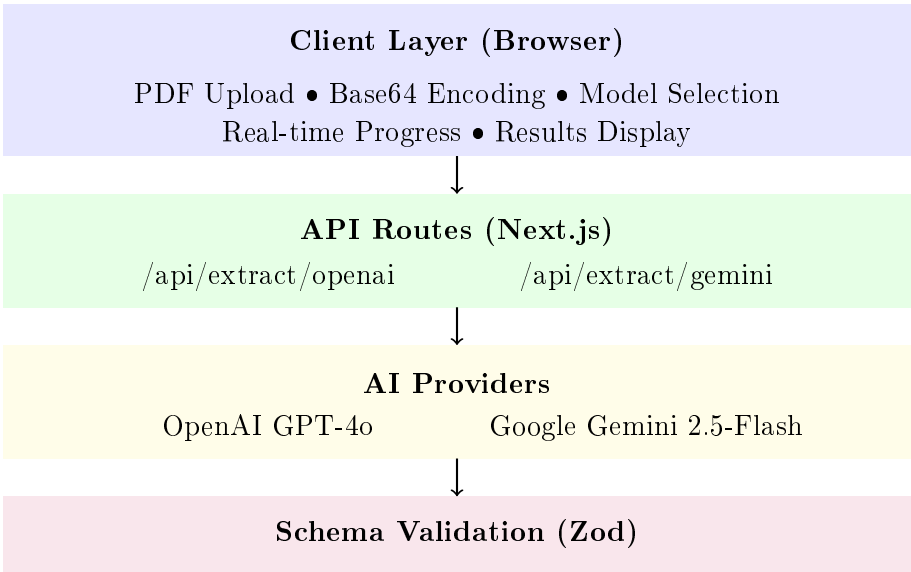 Client Layer (Browser)
PDF Upload • Base64 Encoding • Model Selection
Real-time Progress • Results Display
API Routes (Next.js)
/api/extract/openai /api/extract/gemini
AI Providers
OpenAI GPT-4o Google Gemini 2.5-Flash
Schema Validation (Zod)